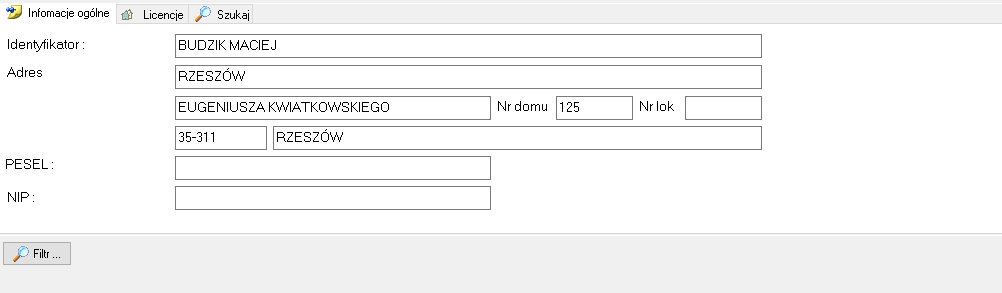 Infomacje ogólne Licencje Szukaj
Identyfikator : BUDZIK MACIEJ
Adres RZESZÓW
EUGENIUSZA KWIATKOWSKIEGO Nr domu 125 Nr lok
35-311 RZESZÓW
PESEL :
NIP :
Filtr ...